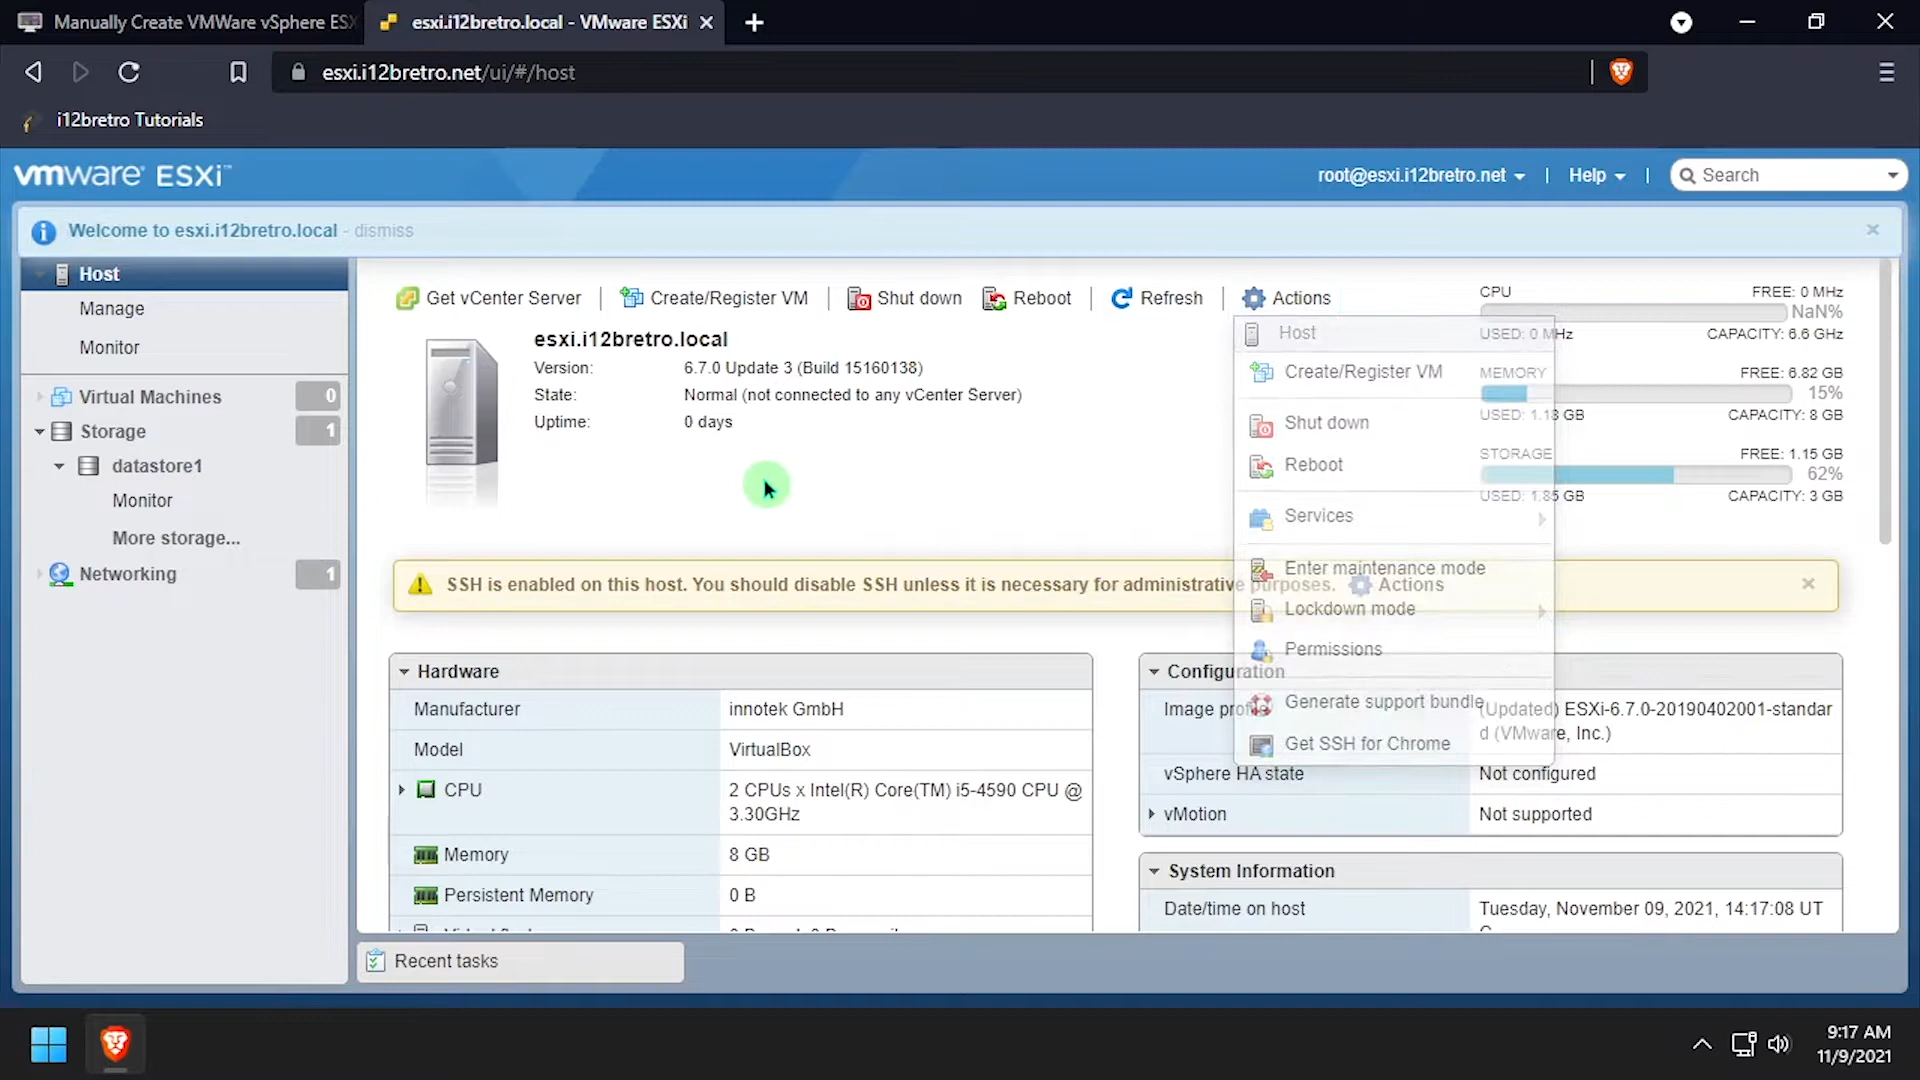 Manually Create VMWare vSphere ESX
esxi.i12bretro.local - VMware ESXi
esxi.i12bretro.net/ui/#/host
i12bretro Tutorials
vmware ESXi™
root@esxi.i12bretro.net
Help
Search
Welcome to esxi.i12bretro.local - dismiss
Host
Manage
Monitor
Virtual Machines 0
Storage 1
datastore1
Monitor
More storage...
Networking 1
Get vCenter Server
Create/Register VM
Shut down
Reboot
Refresh
Actions
esxi.i12bretro.local
Version: 6.7.0 Update 3 (Build 15160138)
State: Normal (not connected to any vCenter Server)
Uptime: 0 days
Host
Create/Register VM
Shut down
Reboot
Services
Enter maintenance mode
Lockdown mode
Permissions
Generate support bundle
Get SSH for Chrome
CPU FREE: 0 MHz
NaN%
USED: 0 MHz CAPACITY: 6.6 GHz
MEMORY FREE: 6.82 GB
15%
USED: 1.18 GB CAPACITY: 8 GB
STORAGE FREE: 1.15 GB
62%
USED: 1.85 GB CAPACITY: 3 GB
SSH is enabled on this host. You should disable SSH unless it is necessary for administrative purposes. Actions
Hardware
Manufacturer innotek GmbH
Model VirtualBox
CPU 2 CPUs x Intel(R) Core(TM) i5-4590 CPU @
3.30GHz
Memory 8 GB
Persistent Memory 0 B
Configuration
(Updated) ESXi-6.7.0-20190402001-standar
d (VMware, Inc.)
vSphere HA state Not configured
vMotion Not supported
System Information
Date/time on host Tuesday, November 09, 2021, 14:17:08 UT
Recent tasks
9:17 AM
11/9/2021